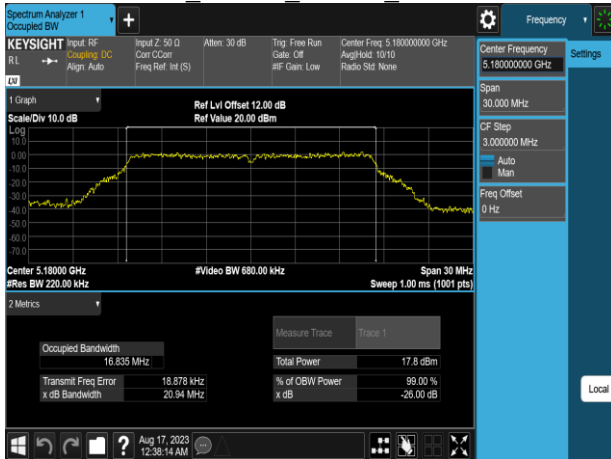 Spectrum Analyzer 1
Occupied BW
Frequency
KEYSIGHT
Input: RF
Coupling: DC
Align: Auto
RL
LXI
Input Z: 50 Ω
Corr CCorr
Freq Ref: Int (S)
Atten: 30 dB
Trig: Free Run
Gate: Off
#IF Gain: Low
Center Freq: 5.180000000 GHz
Avg|Hold: 10/10
Radio Std: None
Center Frequency
5.180000000 GHz
Settings
Span
30.000 MHz
CF Step
3.000000 MHz
Auto
Man
Freq Offset
0 Hz
Local
1 Graph
Scale/Div 10.0 dB
Ref Lvl Offset 12.00 dB
Ref Value 20.00 dBm
Log
10.0
0.00
-10.0
-20.0
-30.0
-40.0
-50.0
-60.0
-70.0
Center 5.18000 GHz
#Res BW 220.00 kHz
#Video BW 680.00 kHz
Span 30 MHz
Sweep 1.00 ms (1001 pts)
2 Metrics
Measure Trace
Trace 1
Occupied Bandwidth
16.835 MHz
Total Power
17.8 dBm
Transmit Freq Error
18.878 kHz
% of OBW Power
99.00 %
x dB Bandwidth
20.94 MHz
x dB
-26.00 dB
?
Aug 17, 2023
12:38:14 AM